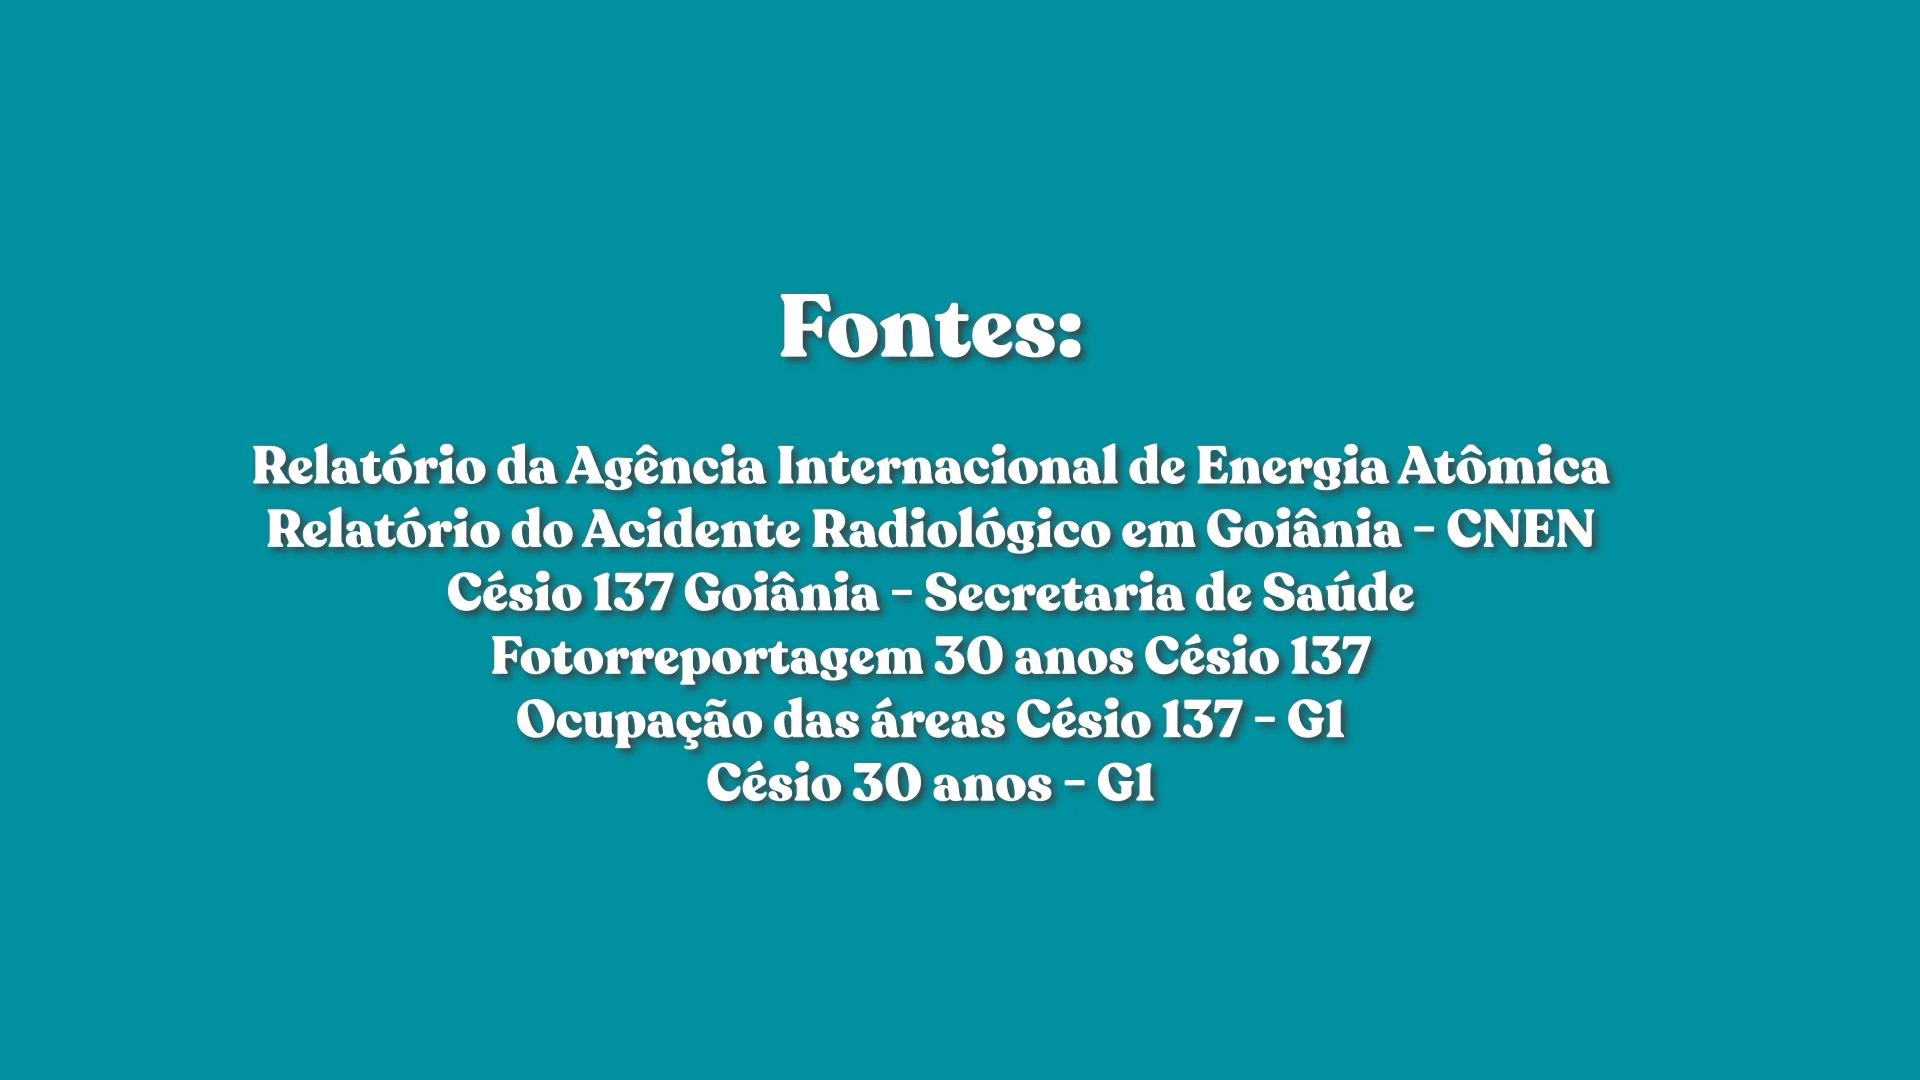 Fontes:
Relatório da Agência Internacional de Energia Atômica
Relatório do Acidente Radiológico em Goiânia - CNEN
Césio 137 Goiânia - Secretaria de Saúde
Fotorreportagem 30 anos Césio 137
Ocupação das áreas Césio 137 - G1
Césio 30 anos - G1